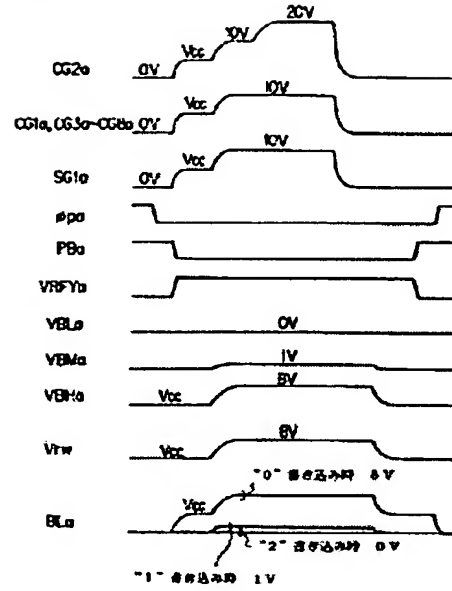 20V
10V
Vcc
CG2a 0V
10V
Vcc
CG1a, CG3a~CG8a 0V
10V
Vcc
SG1a 0V
φpa
PBa
VRFYa
VBLa 0V
VBMa 1V
8V
VBHa Vcc
8V
Vrw Vcc
"0" 書き込み時 8V
Vcc
BLa
"2" 書き込み時 0V
"1" 書き込み時 1V